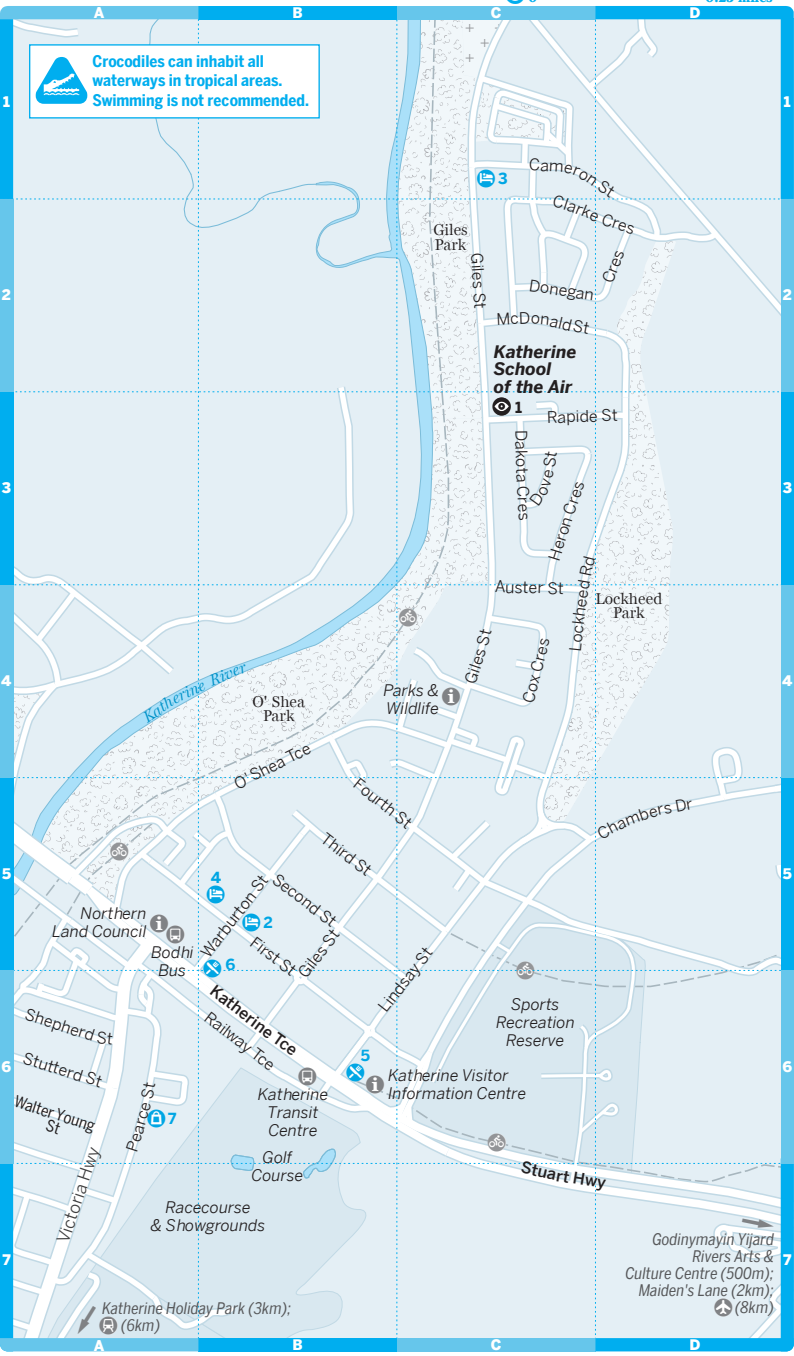 A
B
C
D
Crocodiles can inhabit all
waterways in tropical areas.
Swimming is not recommended.
1
1
Cameron St
3
Clarke Cres
Giles
Park
Giles St
Cres
2
2
Donegan
McDonald St
Katherine
School
of the Air
1
Rapide St
Dakota Cres
Dove St
3
3
Heron Cres
Auster St
Lockheed Rd
Lockheed
Park
Giles St
Cox Cres
4
4
Katherine River
Parks &
Wildlife
O' Shea
Park
O'Shea Tce
Fourth St
Chambers Dr
Third St
5
5
4
Second St
Warburton St
2
Northern
Land Council
Bodhi
Bus
First St
Giles St
6
Lindsay St
Katherine Tce
Railway Tce
Sports
Recreation
Reserve
Shepherd St
5
6
6
Stutterd St
Katherine Visitor
Information Centre
Katherine
Transit
Centre
Walter Young
St
Pearce St
7
Golf
Course
Stuart Hwy
Victoria Hwy
Racecourse
& Showgrounds
7
7
Godinymayin Yijard
Rivers Arts &
Culture Centre (500m);
Maiden's Lane (2km);
(8km)
Katherine Holiday Park (3km);
(6km)
A
B
C
D